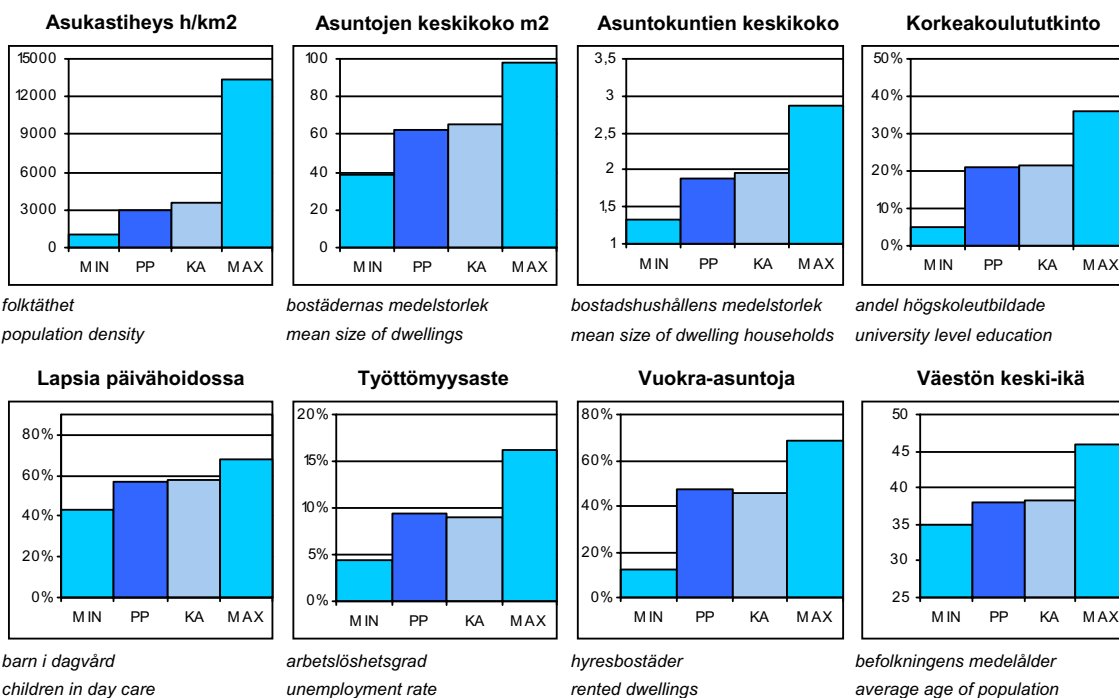 Asukastiheys h/km2
15000
12000
9000
6000
3000
0
MIN PP KA MAX
folktäthet
population density
Asuntojen keskikoko m2
100
80
60
40
20
0
MIN PP KA MAX
bostädernas medelstorlek
mean size of dwellings
Asuntokuntien keskikoko
3,5
3
2,5
2
1,5
1
MIN PP KA MAX
bostadshushållens medelstorlek
mean size of dwelling households
Korkeakoulututkinto
50%
40%
30%
20%
10%
0%
MIN PP KA MAX
andel högskoleutbildade
university level education
Lapsia päivähoidossa
80%
60%
40%
20%
0%
MIN PP KA MAX
barn i dagvård
children in day care
Työttömyysaste
20%
15%
10%
5%
0%
MIN PP KA MAX
arbetslöshetsgrad
unemployment rate
Vuokra-asuntoja
80%
60%
40%
20%
0%
MIN PP KA MAX
hyresbostäder
rented dwellings
Väestön keski-ikä
50
45
40
35
30
25
MIN PP KA MAX
befolkningens medelålder
average age of population